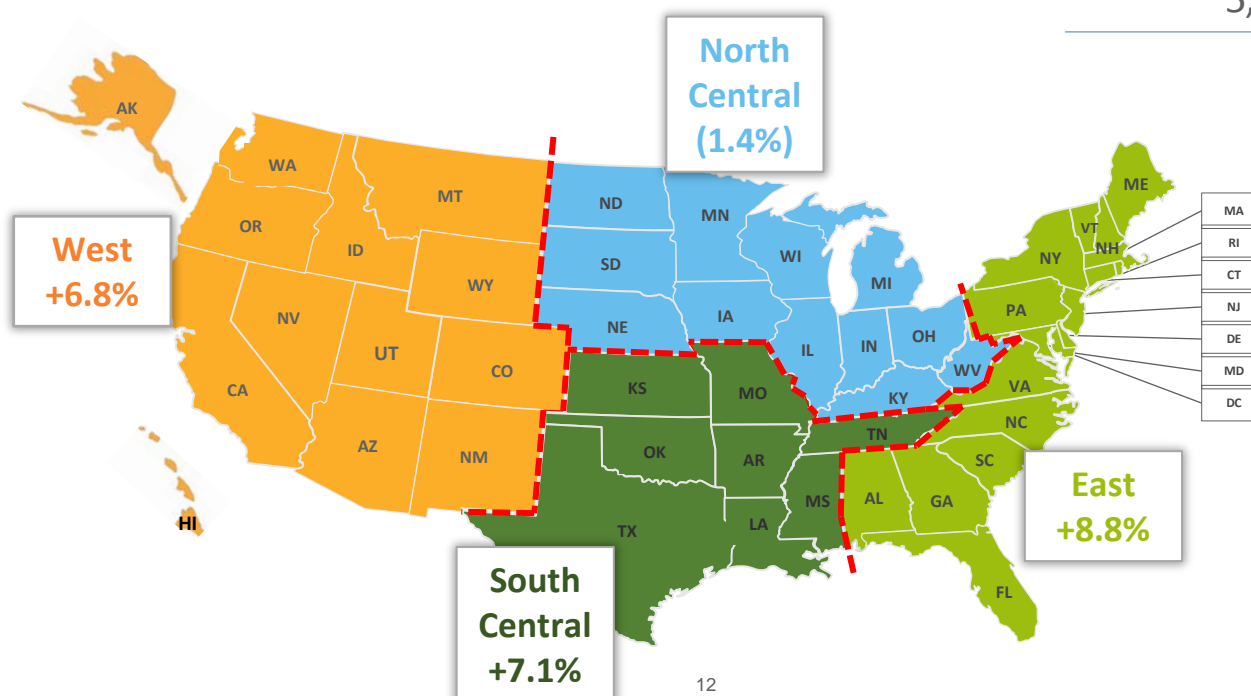 5,
North
Central
(1.4%)
AK
WA
MT
ND
MN
ME
OR
ID
SD
WI
MI
NY
VT
NH
MA
RI
CT
NJ
DE
MD
DC
West
+6.8%
WY
NE
IA
PA
NV
UT
CO
IL
IN
OH
WV
VA
CA
KS
MO
KY
NC
AZ
NM
OK
AR
TN
SC
East
+8.8%
HI
TX
LA
MS
AL
GA
FL
South
Central
+7.1%
12